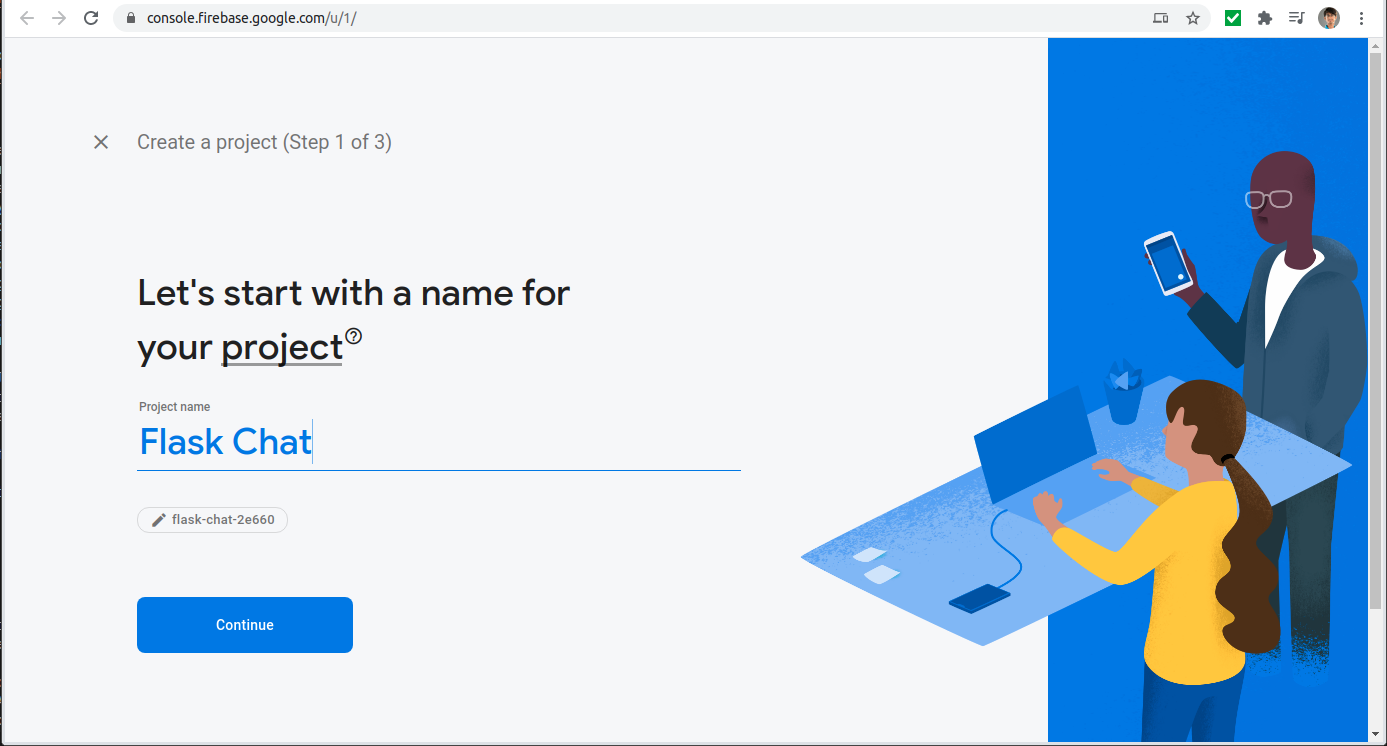 console.firebase.google.com/u/1/
Create a project (Step 1 of 3)
Let's start with a name for
your project
Project name
Flask Chat
flask-chat-2e660
Continue